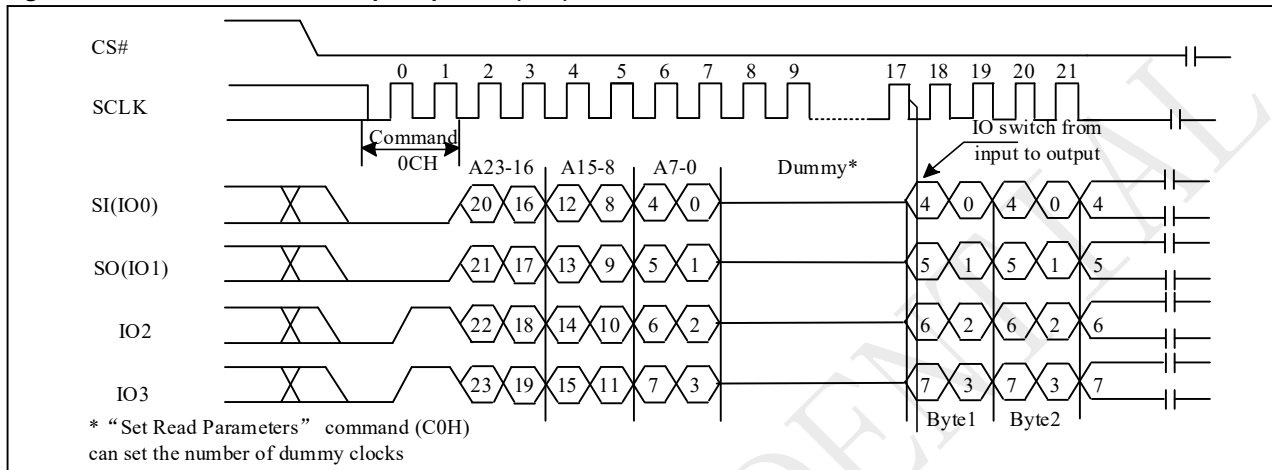 CS#
0 1 2 3 4 5 6 7 8 9 17 18 19 20 21
SCLK
Command
0CH
IO switch from
input to output
A23-16 A15-8 A7-0 Dummy*
SI(IO0) 20 16 12 8 4 0 4 0 4 0 4
SO(IO1) 21 17 13 9 5 1 5 1 5 1 5
IO2 22 18 14 10 6 2 6 2 6 2 6
IO3 23 19 15 11 7 3 7 3 7 3 7
Byte1 Byte2
* “Set Read Parameters” command (C0H)
can set the number of dummy clocks